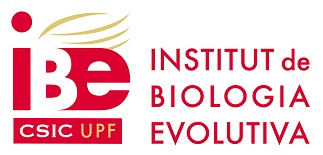 iBe
CSIC UPF
INSTITUT de
BIOLOGIA
EVOLUTIVA